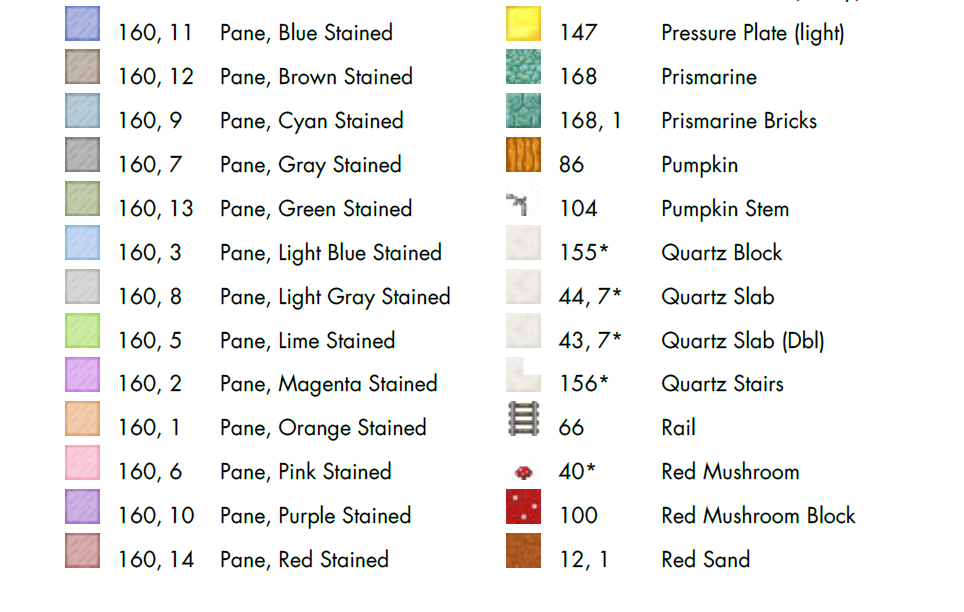 160, 11 Pane, Blue Stained
160, 12 Pane, Brown Stained
160, 9 Pane, Cyan Stained
160, 7 Pane, Gray Stained
160, 13 Pane, Green Stained
160, 3 Pane, Light Blue Stained
160, 8 Pane, Light Gray Stained
160, 5 Pane, Lime Stained
160, 2 Pane, Magenta Stained
160, 1 Pane, Orange Stained
160, 6 Pane, Pink Stained
160, 10 Pane, Purple Stained
160, 14 Pane, Red Stained
147 Pressure Plate (light)
168 Prismarine
168, 1 Prismarine Bricks
86 Pumpkin
104 Pumpkin Stem
155* Quartz Block
44, 7* Quartz Slab
43, 7* Quartz Slab (Dbl)
156* Quartz Stairs
66 Rail
40* Red Mushroom
100 Red Mushroom Block
12, 1 Red Sand